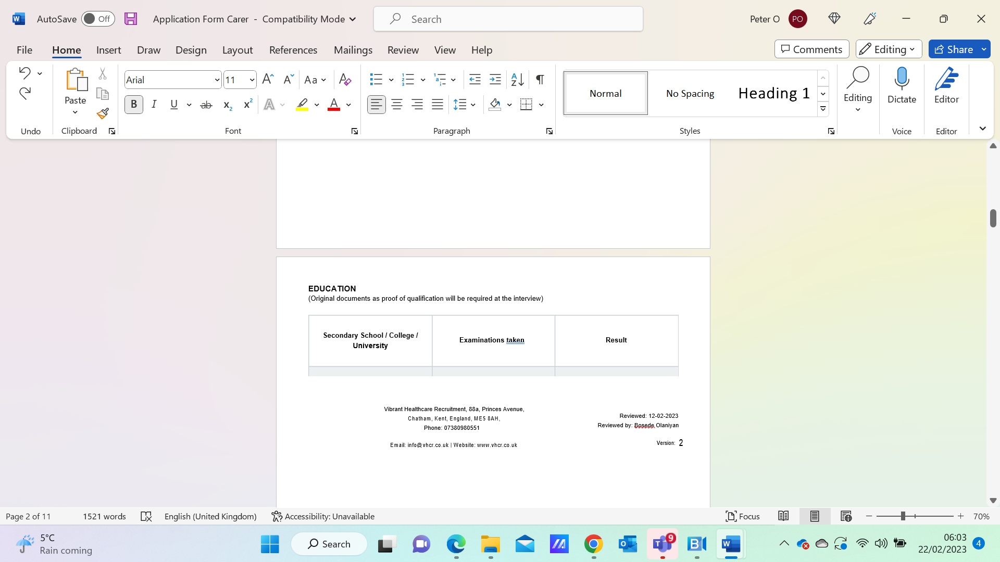 AutoSave Off Application Form Carer - Compatibility Mode Search Peter O PO
File Home Insert Draw Design Layout References Mailings Review View Help Comments Editing Share
Arial 11 Aa Normal No Spacing Heading 1
Paste Editing Dictate Editor
Undo Clipboard Font Paragraph Styles Voice Editor
EDUCATION
(Original documents as proof of qualification will be required at the interview)
Secondary School / College / University Examinations taken Result
Vibrant Healthcare Recruitment, 88a, Princes Avenue,
Chatham, Kent, England, ME5 8AH,
Phone: 07380980551
Email: info@vhcr.co.uk | Website: www.vhcr.co.uk
Reviewed: 12-02-2023
Reviewed by: Bosede Olaniyan
Version: 2
Page 2 of 11 1521 words English (United Kingdom) Accessibility: Unavailable Focus 70%
5°C
Rain coming
Search
9
06:03
22/02/2023
4